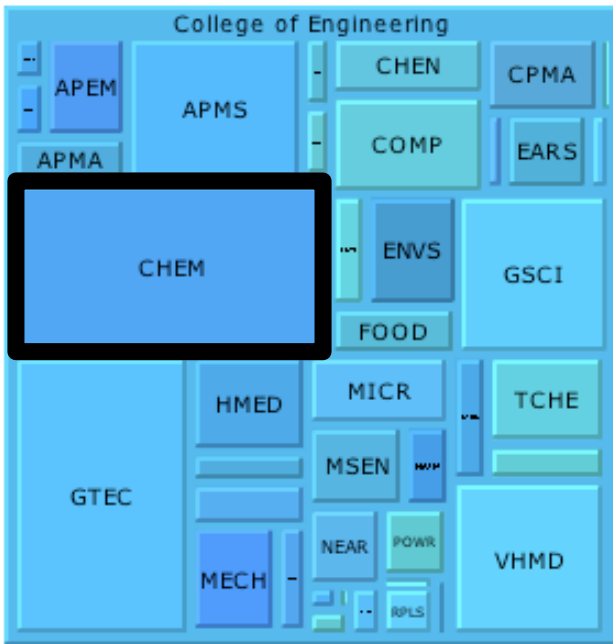 College of Engineering
APEM
APMS
CHEN
CPMA
APMA
COMP
EARS
CHEM
ENVS
GSCI
FOOD
HMED
MICR
TCHE
GTEC
MSEN
NEAR
POWR
VHMD
MECH
RPLS